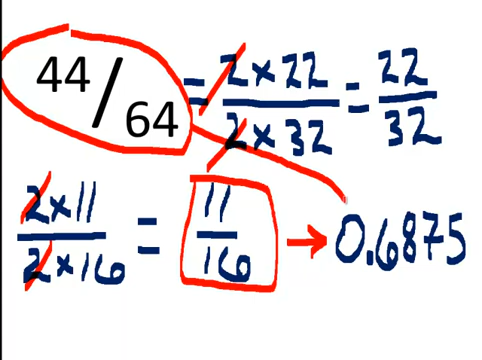 44/64 = 2 x 22 / 2 x 32 = 22/32
2 x 11 / 2 x 16 = 11/16 → 0.6875